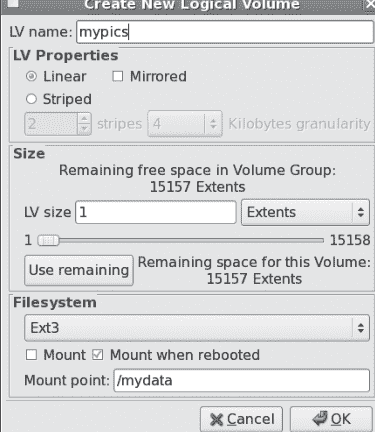 Create New Logical Volume
LV name: mypics
LV Properties
Linear Mirrored
Striped
2 stripes 4 Kilobytes granularity
Size
Remaining free space in Volume Group:
15157 Extents
LV size 1 Extents
1 15158
Use remaining Remaining space for this Volume:
15157 Extents
Filesystem
Ext3
Mount Mount when rebooted
Mount point: /mydata
Cancel OK